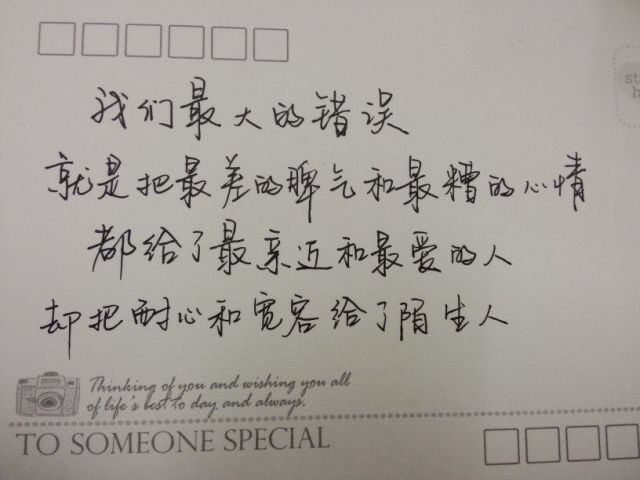 我们最大的错误
就是把最差的脾气和最糟的心情
都给了最亲近和最爱的人
却把耐心和宽容给了陌生人
Thinking of you and wishing you all
of life's best to day and always.
TO SOMEONE SPECIAL